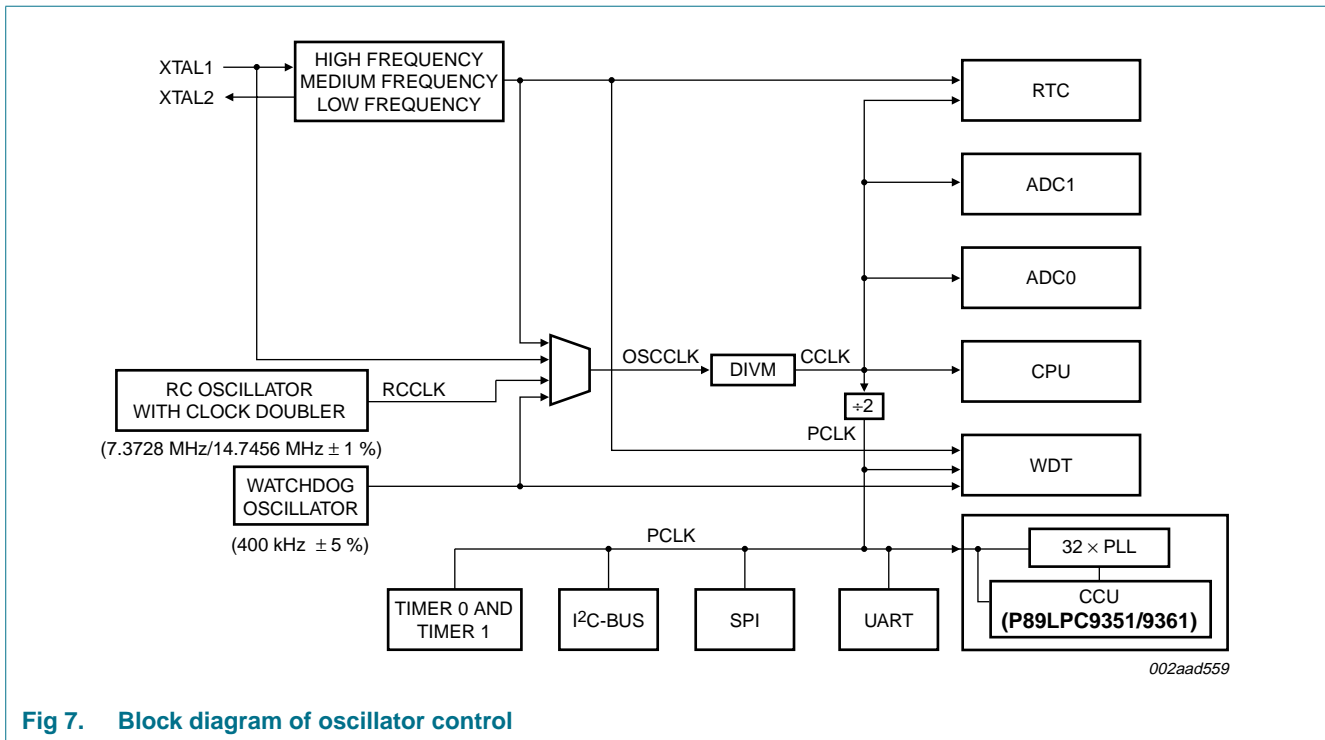 XTAL1
XTAL2
HIGH FREQUENCY
MEDIUM FREQUENCY
LOW FREQUENCY
RTC
ADC1
ADC0
OSCCLK
DIVM
CCLK
CPU
RC OSCILLATOR
WITH CLOCK DOUBLER
RCCLK
(7.3728 MHz/14.7456 MHz ± 1 %)
÷2
PCLK
WDT
WATCHDOG
OSCILLATOR
(400 kHz ± 5 %)
PCLK
32 × PLL
TIMER 0 AND
TIMER 1
I²C-BUS
SPI
UART
CCU
(P89LPC9351/9361)
002aad559
Fig 7. Block diagram of oscillator control